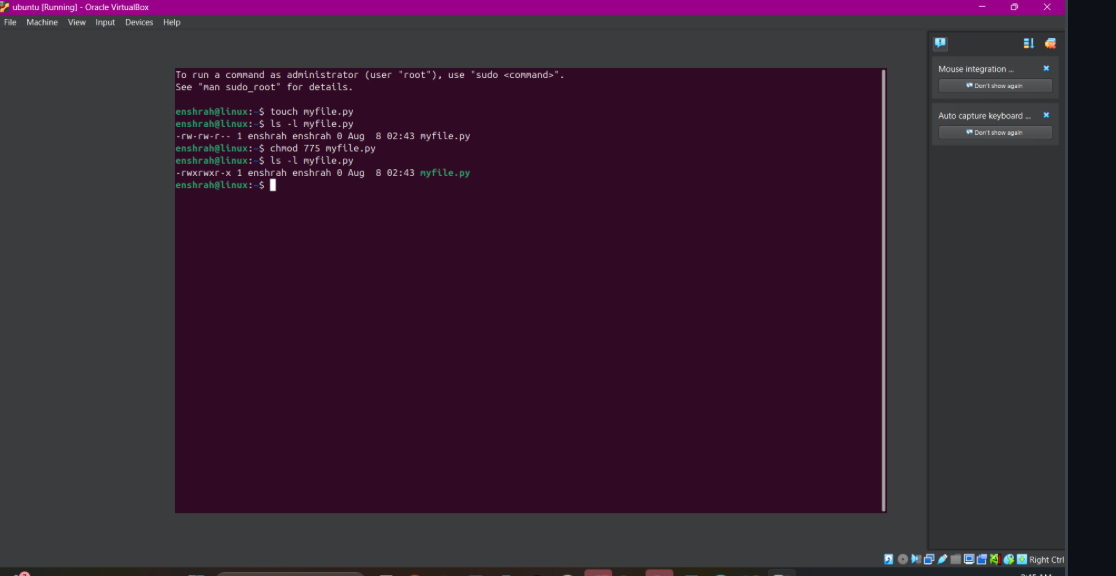 ubuntu [Running] - Oracle VirtualBox
File Machine View Input Devices Help
To run a command as administrator (user "root"), use "sudo <command>".
See "man sudo_root" for details.
enshrah@linux:~$ touch myfile.py
enshrah@linux:~$ ls -l myfile.py
-rw-rw-r-- 1 enshrah enshrah 0 Aug  8 02:43 myfile.py
enshrah@linux:~$ chmod 775 myfile.py
enshrah@linux:~$ ls -l myfile.py
-rwxrwxr-x 1 enshrah enshrah 0 Aug  8 02:43 myfile.py
enshrah@linux:~$
Mouse integration ...
Don't show again
Auto capture keyboard ...
Don't show again
Right Ctrl